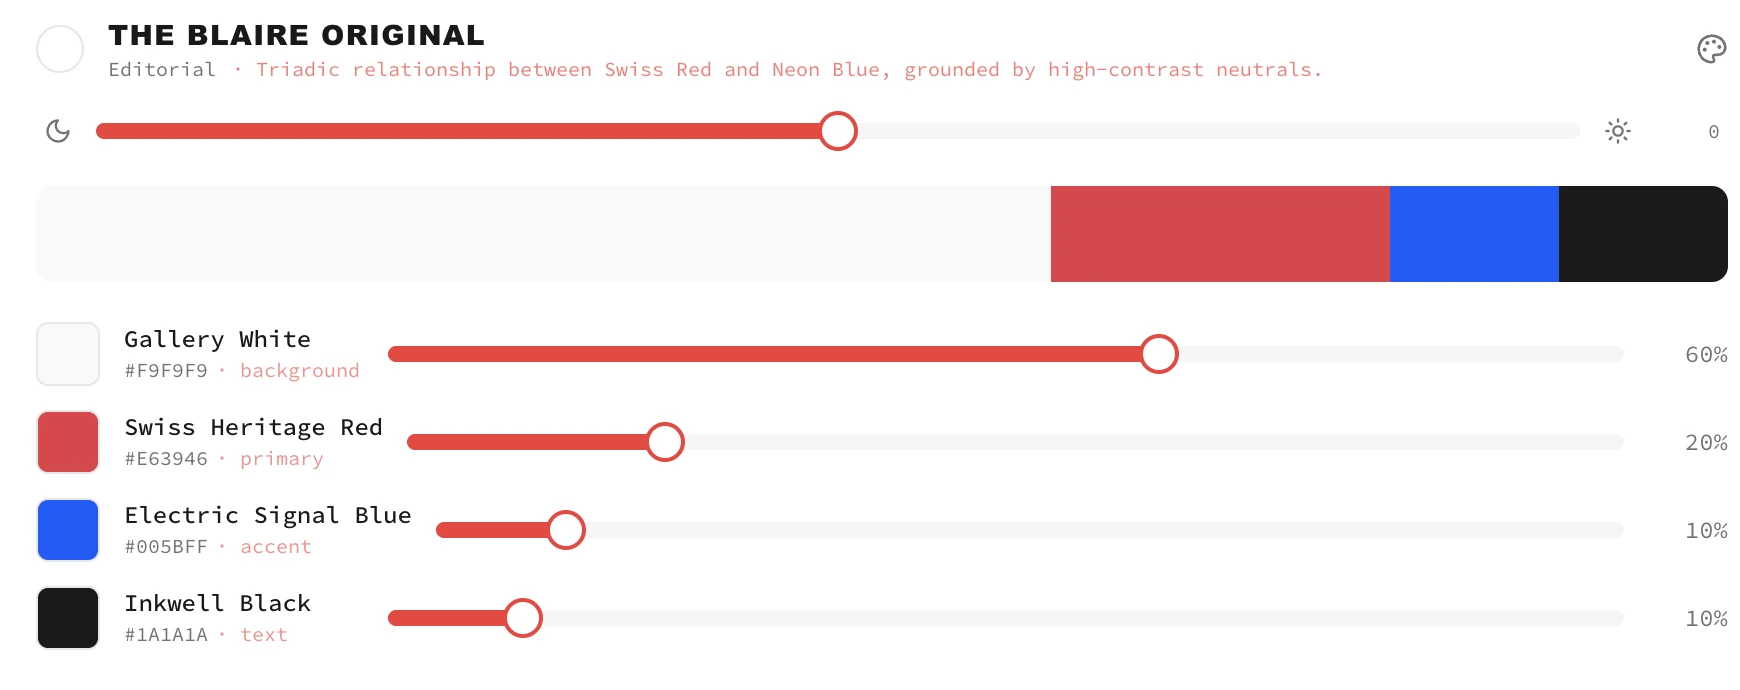 THE BLAIRE ORIGINAL
Editorial · Triadic relationship between Swiss Red and Neon Blue, grounded by high-contrast neutrals.
0
Gallery White
#F9F9F9 · background
60%
Swiss Heritage Red
#E63946 · primary
20%
Electric Signal Blue
#005BFF · accent
10%
Inkwell Black
#1A1A1A · text
10%